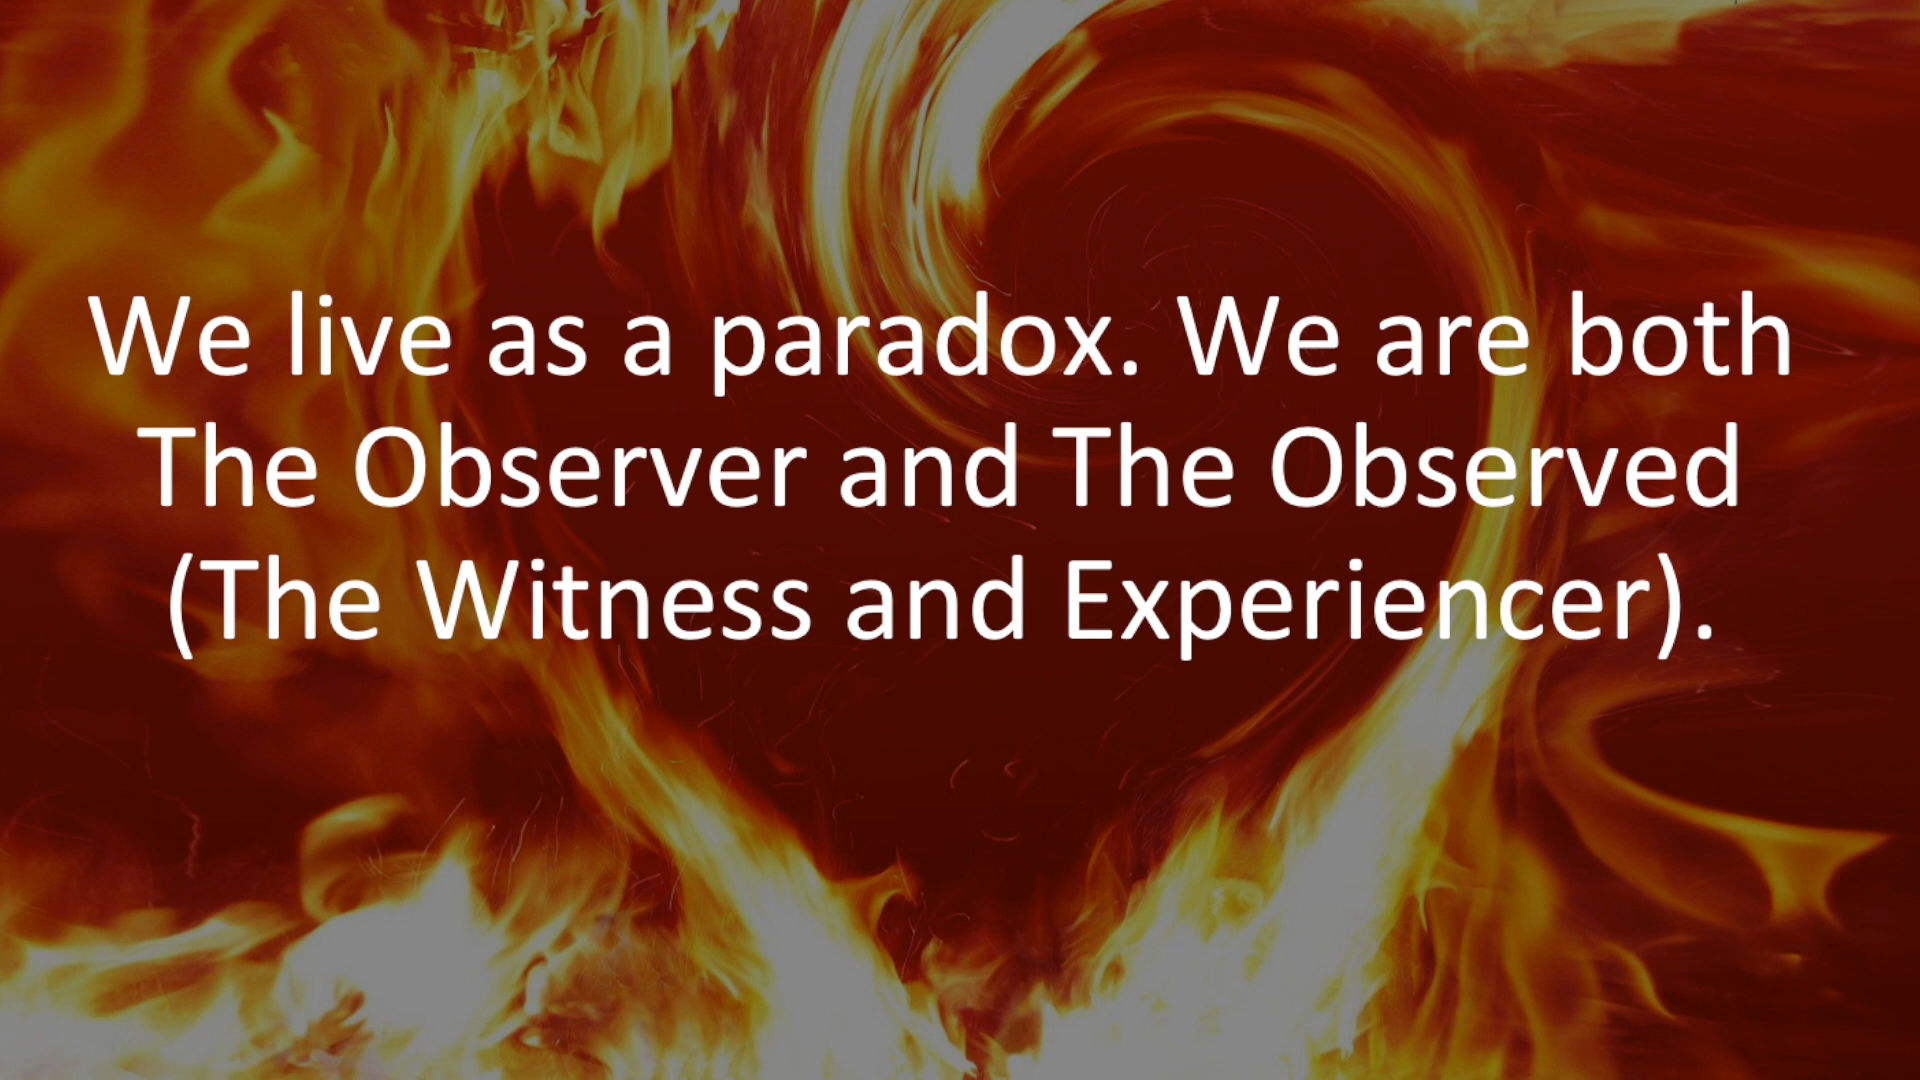 We live as a paradox. We are both
The Observer and The Observed
(The Witness and Experiencer).